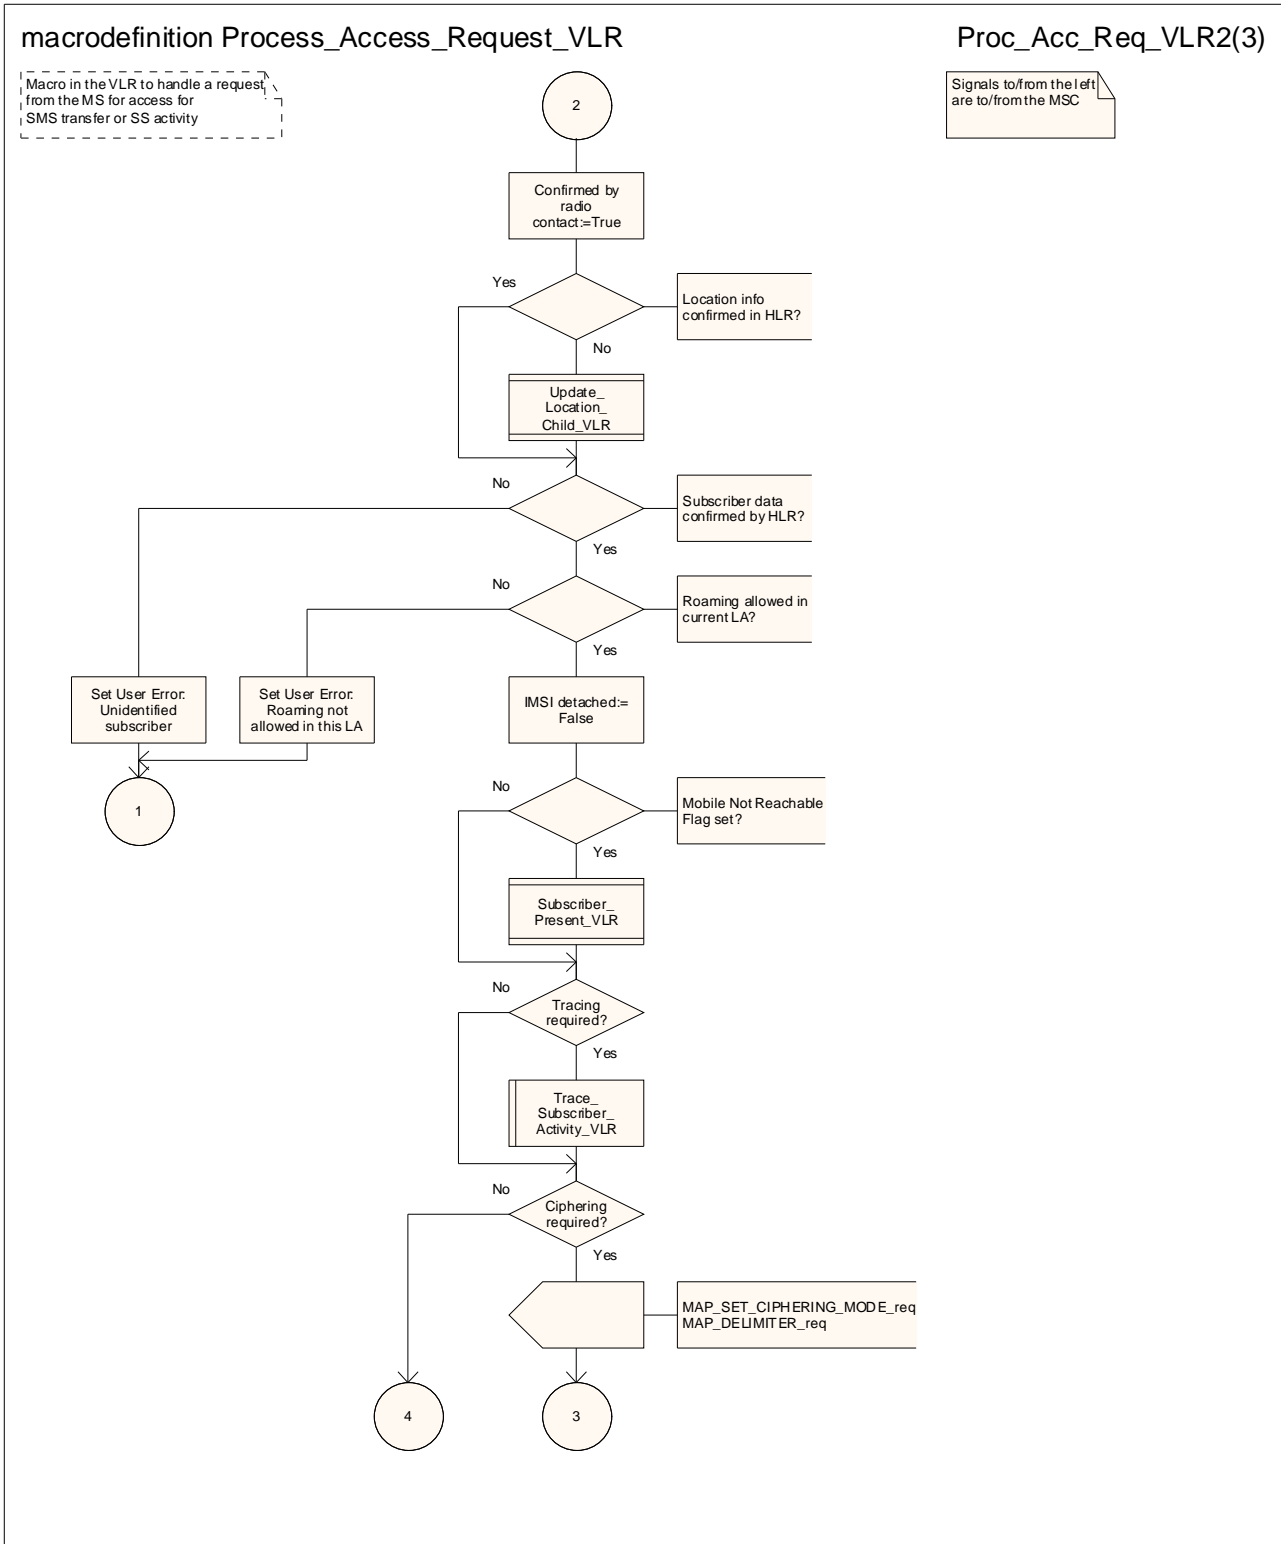 macrodefinition Process_Access_Request_VLR
Proc_Acc_Req_VLR2(3)
Macro in the VLR to handle a request
from the MS for access for
SMS transfer or SS activity
Signals to/from the left
are to/from the MSC
2
Confirmed by
radio
contact:=True
Yes
Location info
confirmed in HLR?
No
Update_
Location_
Child_VLR
No
Subscriber data
confirmed by HLR?
Yes
No
Roaming allowed in
current LA?
Yes
Set User Error:
Unidentified
subscriber
Set User Error:
Roaming not
allowed in this LA
IMSI detached:=
False
1
No
Mobile Not Reachable
Flag set?
Yes
Subscriber_
Present_VLR
No
Tracing
required?
Yes
Trace_
Subscriber_
Activity_VLR
No
Ciphering
required?
Yes
MAP_SET_CIPHERING_MODE_req
MAP_DELIMITER_req
4
3